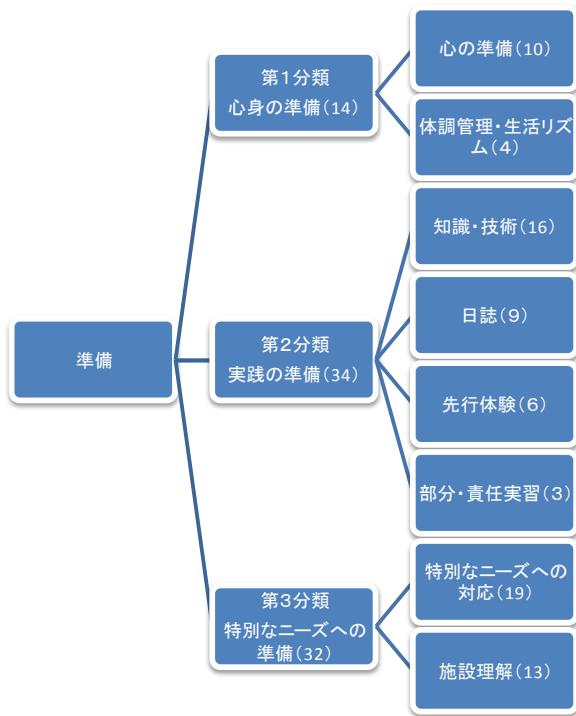 準備
第1分類
心身の準備(14)
心の準備(10)
体調管理・生活リズ
ム(4)
第2分類
実践の準備(34)
知識・技術(16)
日誌(9)
先行体験(6)
部分・責任実習(3)
第3分類
特別なニーズへの
準備(32)
特別なニーズへの
対応(19)
施設理解(13)